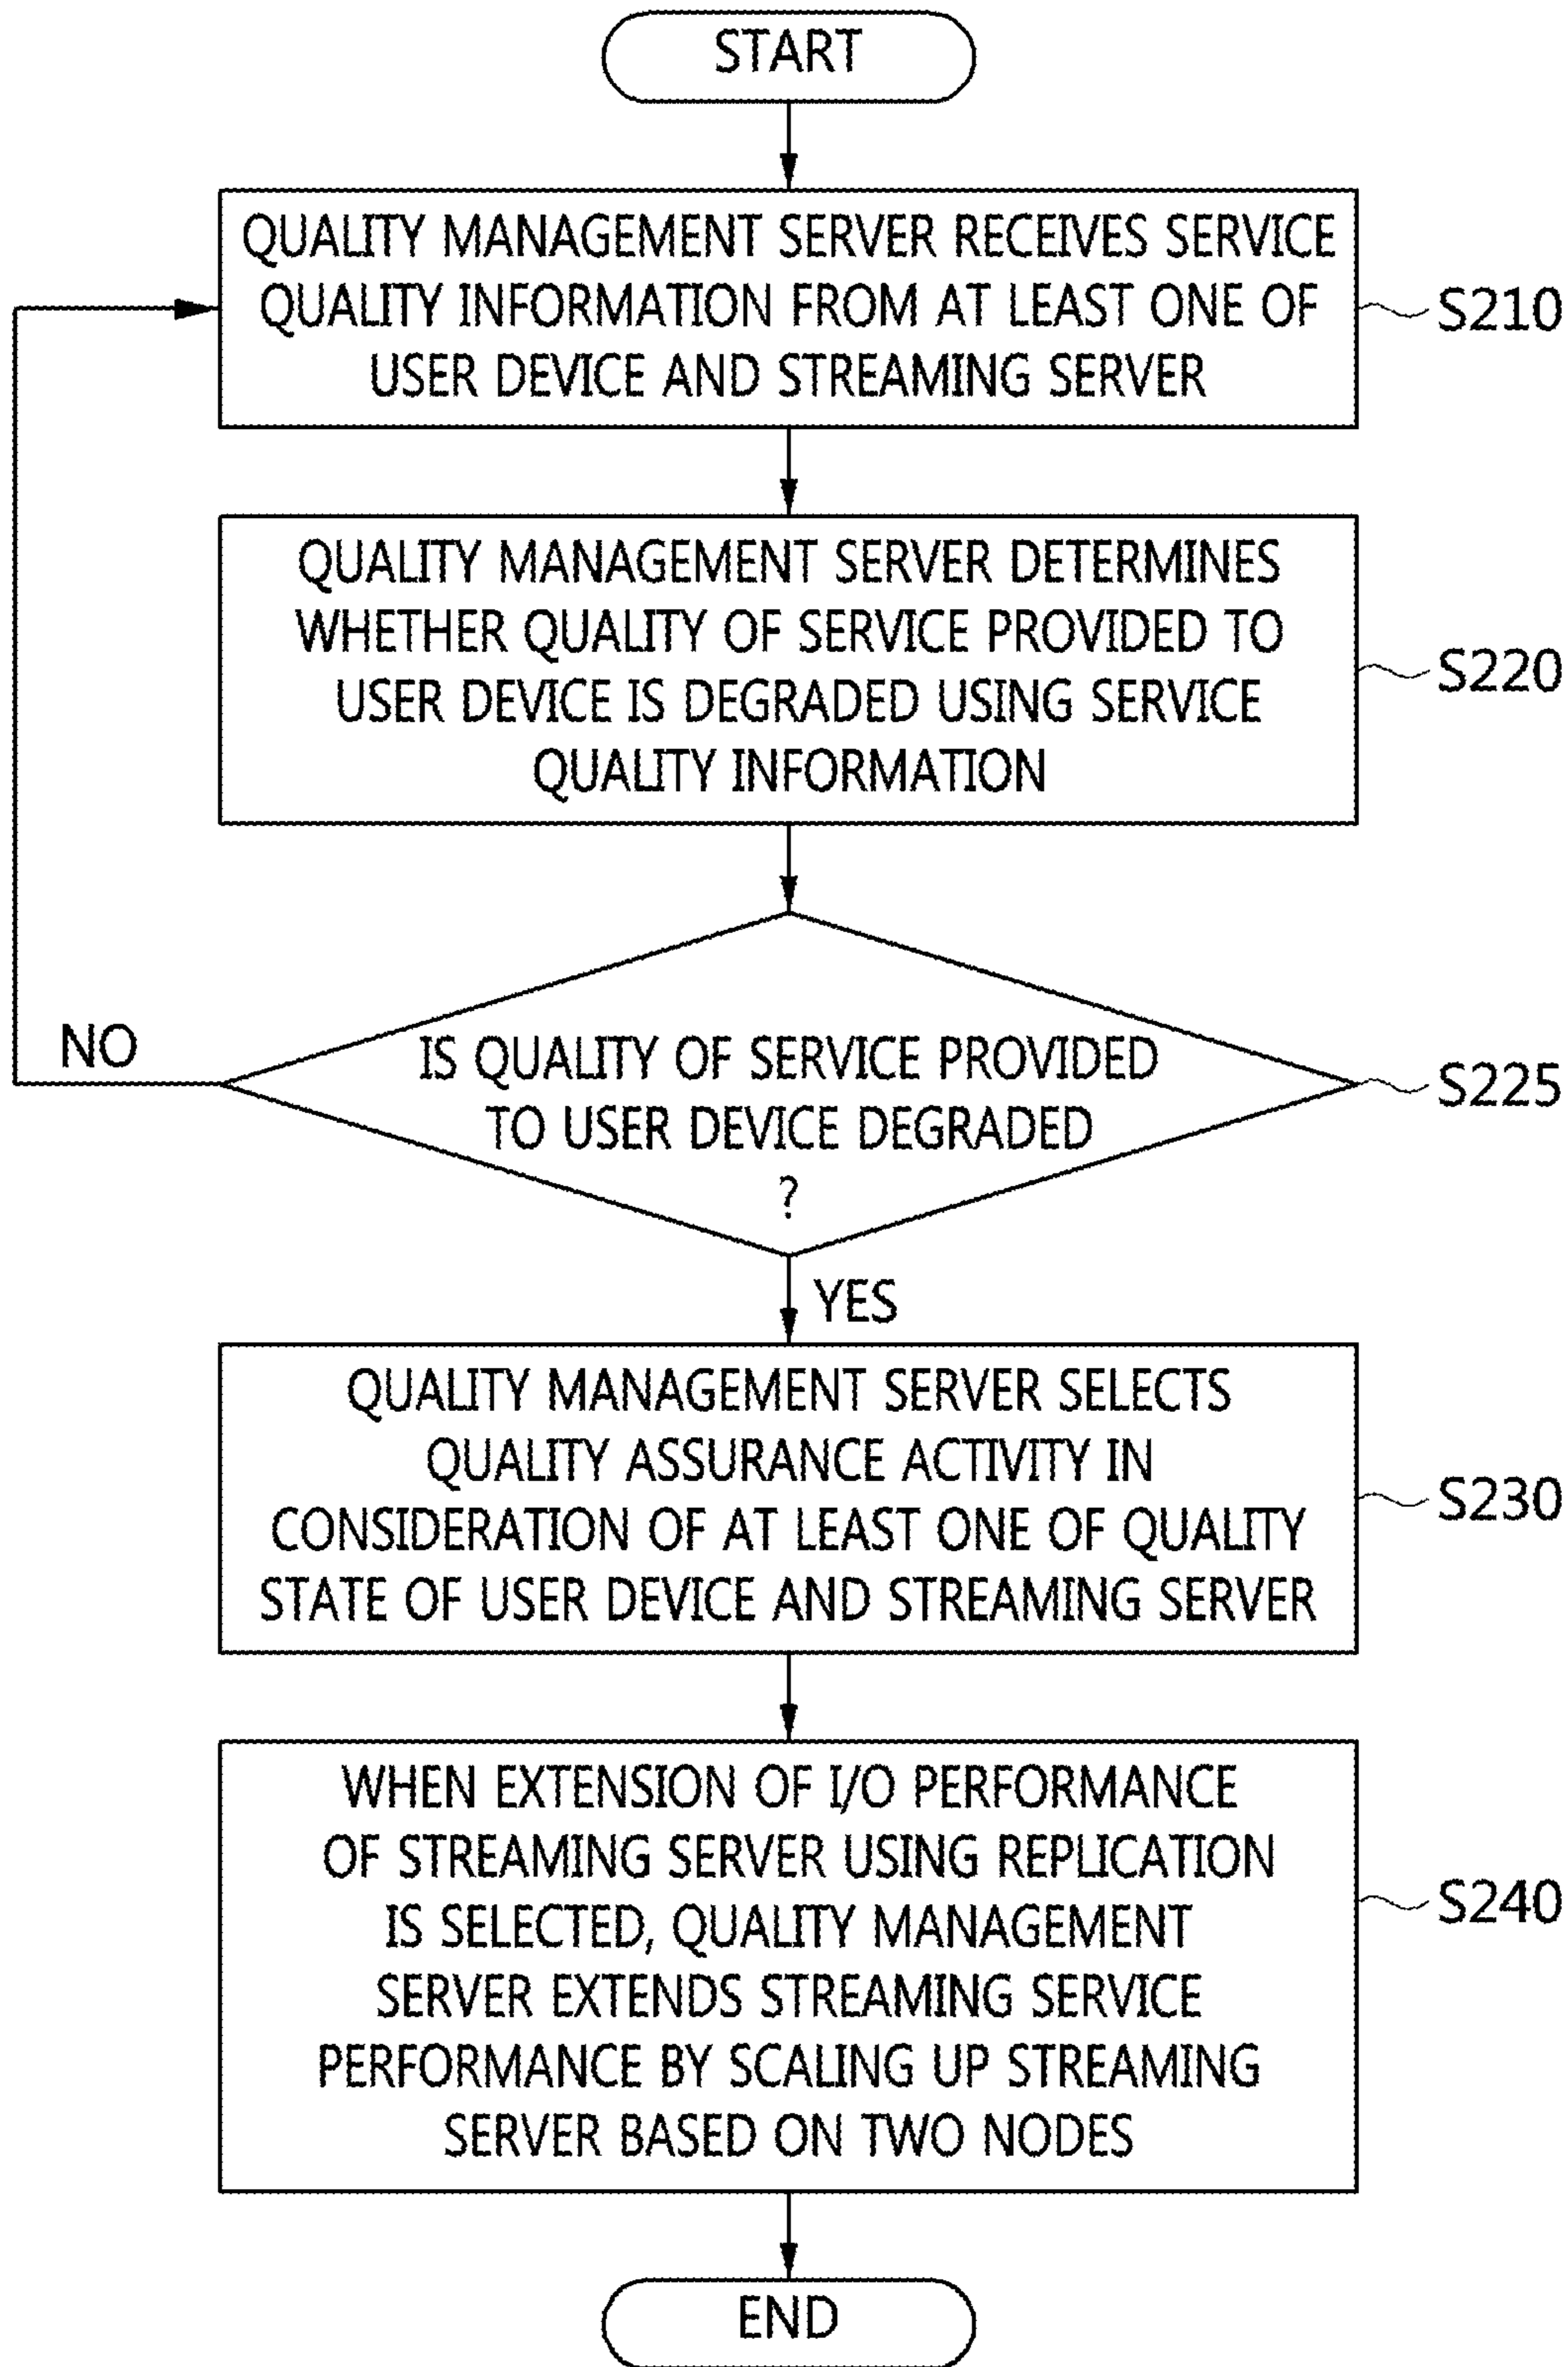 START
QUALITY MANAGEMENT SERVER RECEIVES SERVICE
QUALITY INFORMATION FROM AT LEAST ONE OF
USER DEVICE AND STREAMING SERVER
S210
QUALITY MANAGEMENT SERVER DETERMINES
WHETHER QUALITY OF SERVICE PROVIDED TO
USER DEVICE IS DEGRADED USING SERVICE
QUALITY INFORMATION
S220
IS QUALITY OF SERVICE PROVIDED
TO USER DEVICE DEGRADED
?
S225
NO
YES
QUALITY MANAGEMENT SERVER SELECTS
QUALITY ASSURANCE ACTIVITY IN
CONSIDERATION OF AT LEAST ONE OF QUALITY
STATE OF USER DEVICE AND STREAMING SERVER
S230
WHEN EXTENSION OF I/O PERFORMANCE
OF STREAMING SERVER USING REPLICATION
IS SELECTED, QUALITY MANAGEMENT
SERVER EXTENDS STREAMING SERVICE
PERFORMANCE BY SCALING UP STREAMING
SERVER BASED ON TWO NODES
S240
END